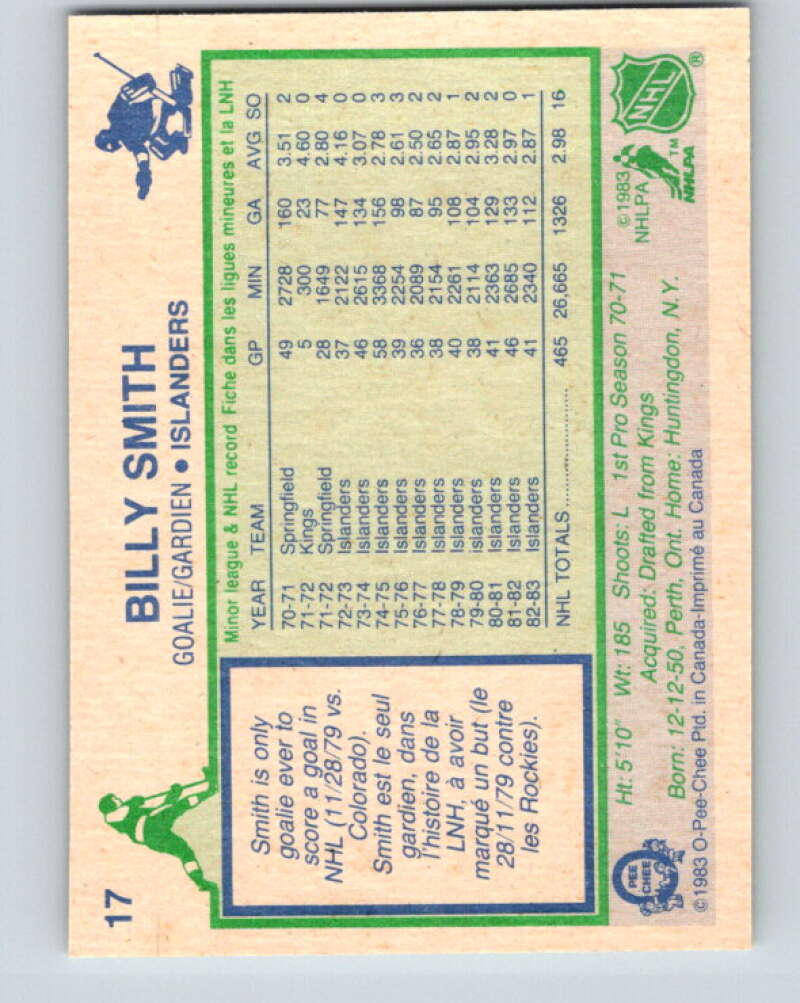 17
BILLY SMITH
GOALIE/GARDIEN • ISLANDERS
Smith is only
goalie ever to
score a goal in
NHL (11/28/79 vs.
Colorado).
Smith est le seul
gardien, dans
l'histoire de la
LNH, à avoir
marqué un but (le
28/11/79 contre
les Rockies).
Minor league & NHL record Fiche dans les ligues mineures et la LNH
YEAR TEAM GP MIN GA AVG SO
70-71 Springfield 49 2728 160 3.51 2
71-72 Kings 5 300 23 4.60 0
71-72 Springfield 28 1649 77 2.80 4
72-73 Islanders 37 2122 147 4.16 0
73-74 Islanders 46 2615 134 3.07 0
74-75 Islanders 58 3368 156 2.78 3
75-76 Islanders 39 2254 98 2.61 3
76-77 Islanders 36 2089 87 2.50 2
77-78 Islanders 38 2154 95 2.65 2
78-79 Islanders 40 2261 108 2.87 1
79-80 Islanders 38 2114 104 2.95 2
80-81 Islanders 41 2363 129 3.28 2
81-82 Islanders 46 2685 133 2.97 0
82-83 Islanders 41 2340 112 2.87 1
NHL TOTALS .................. 465 26,665 1326 2.98 16
Ht: 5'10" Wt: 185 Shoots: L 1st Pro Season 70-71
Acquired: Drafted from Kings
Born: 12-12-50, Perth, Ont. Home: Huntingdon, N.Y.
©1983 O-Pee-Chee Ptd. in Canada-Imprimé au Canada
O
PEE
CHEE
©1983
NHLPA
NHLPA
TM
NHL
®